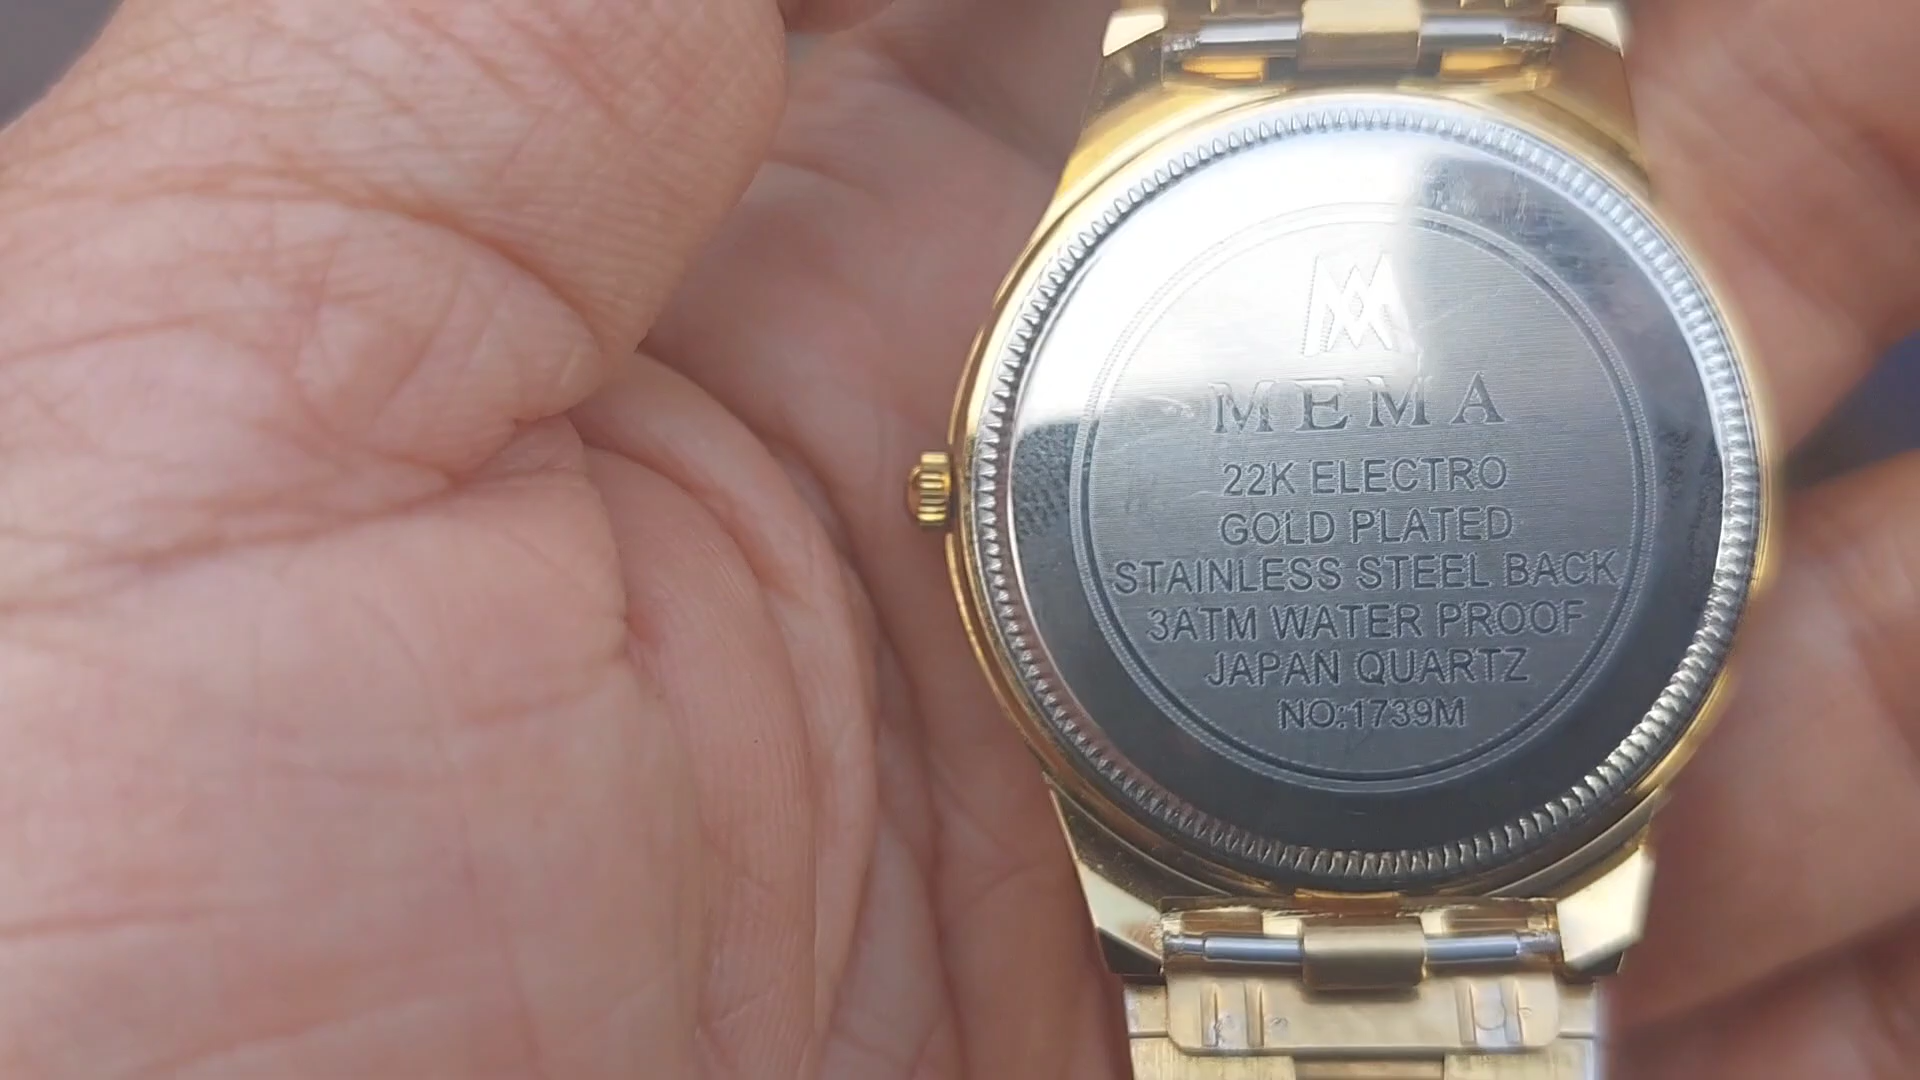 MEMA
22K ELECTRO
GOLD PLATED
STAINLESS STEEL BACK
3ATM WATER PROOF
JAPAN QUARTZ
NO:1739M